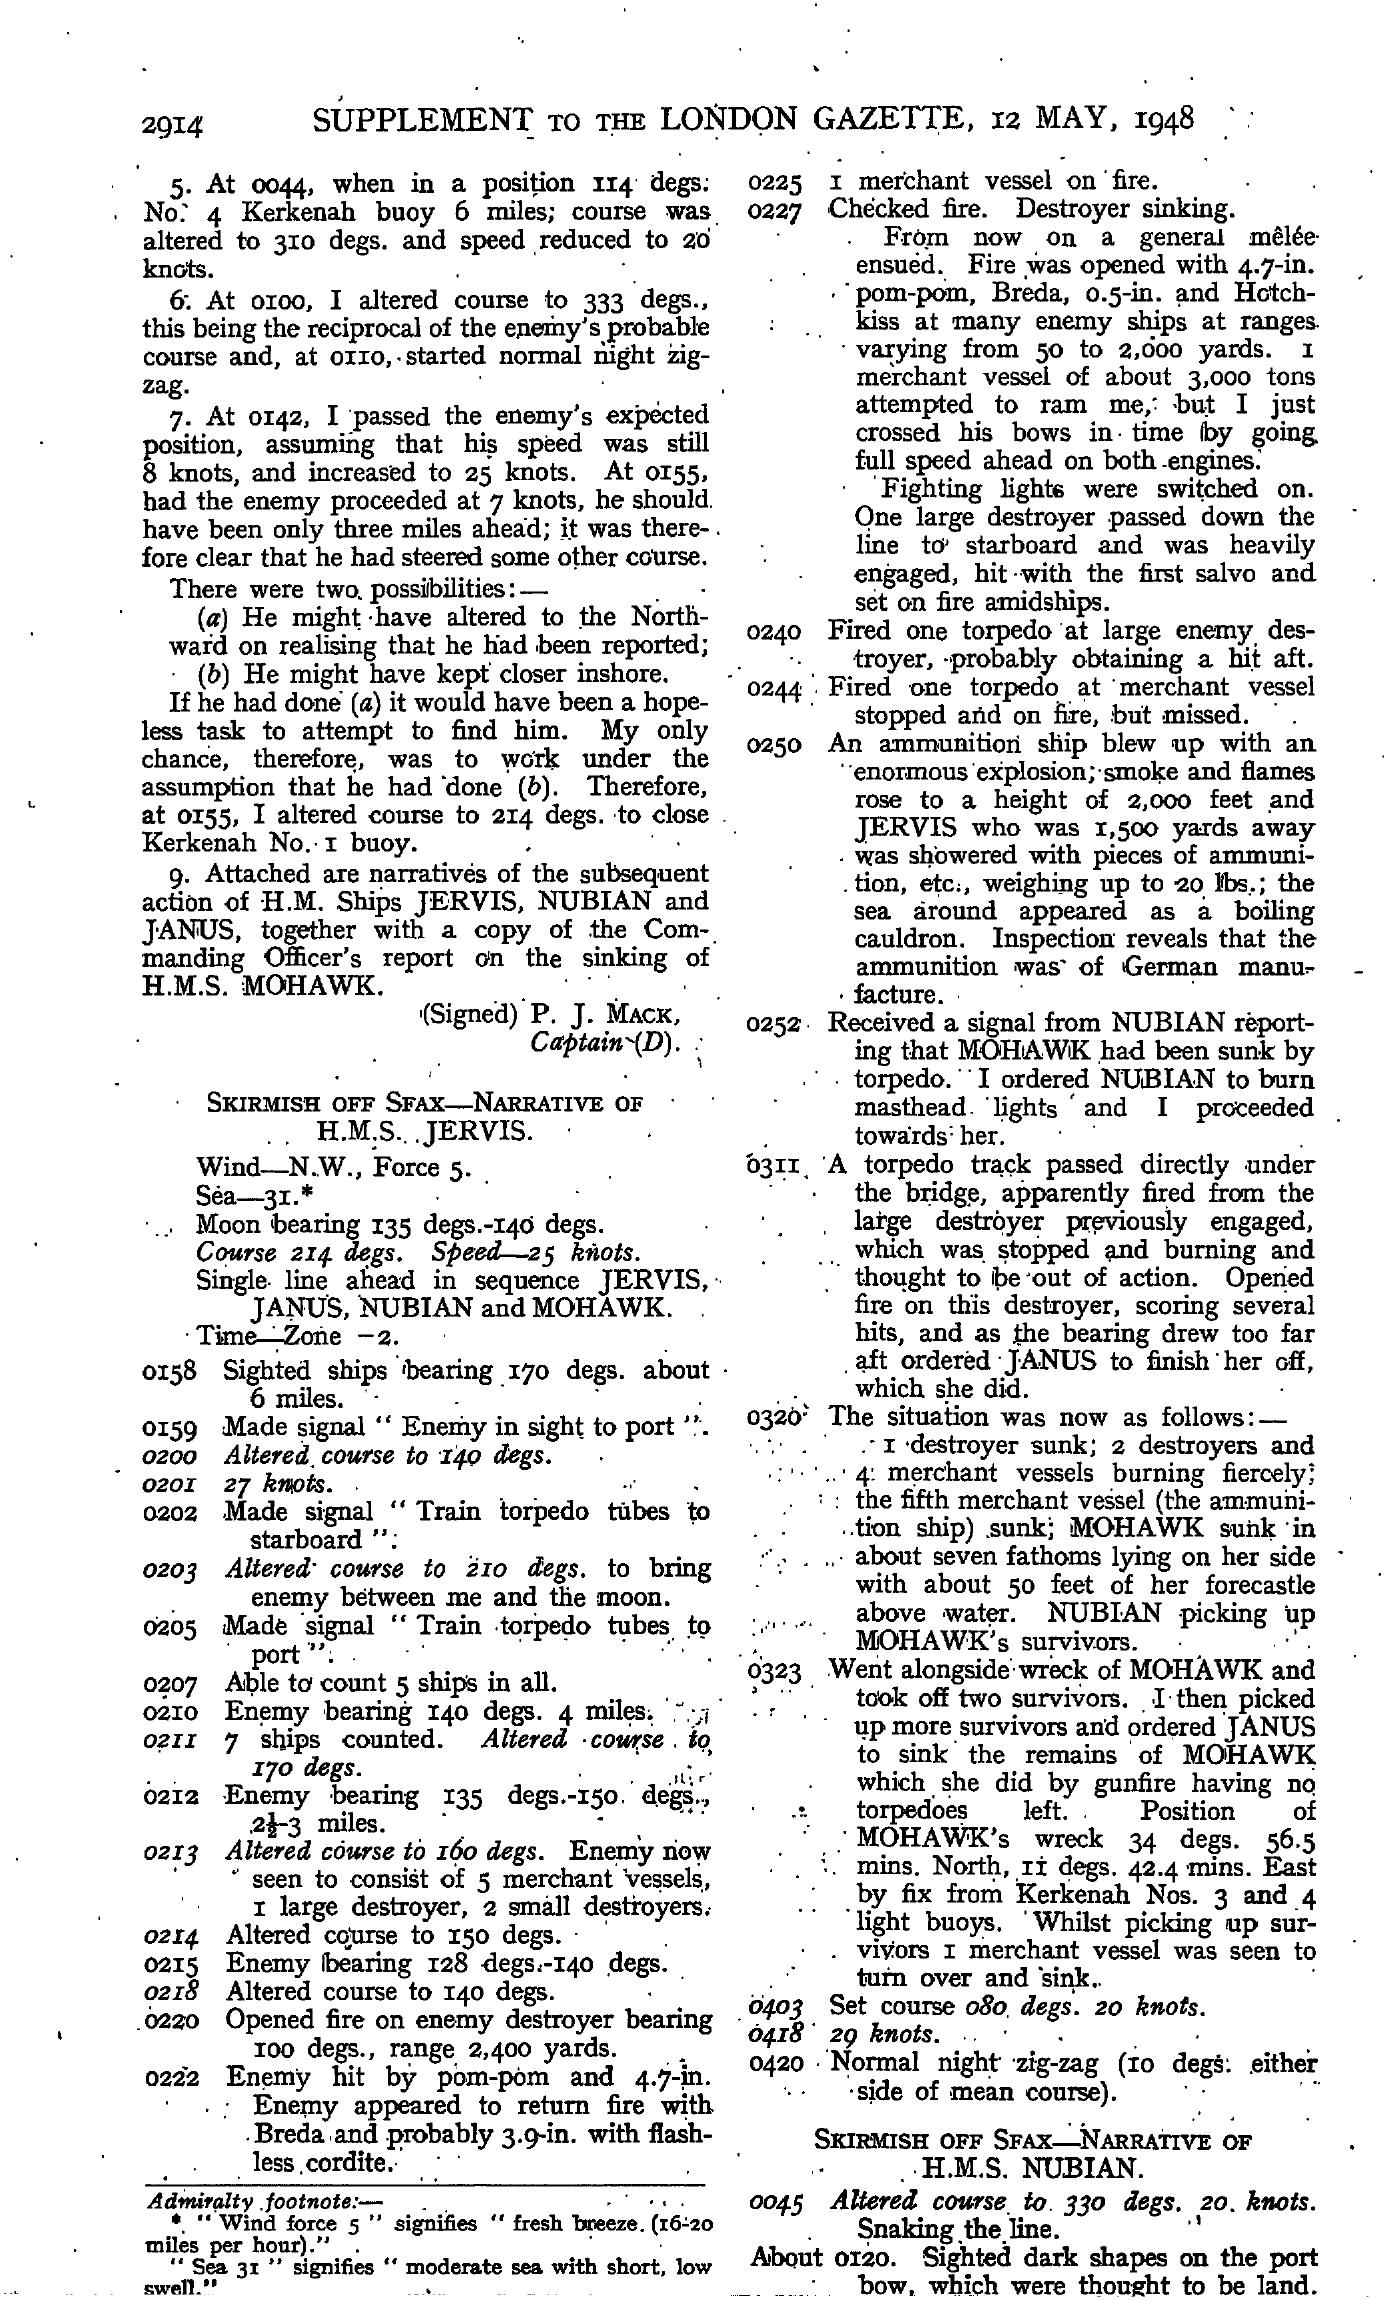 2914 SUPPLEMENT TO THE LONDON GAZETTE, 12 MAY, 1948
5. At 0044, when in a position 114 degs.
No. 4 Kerkenah buoy 6 miles; course was
altered to 310 degs. and speed reduced to 20
knots.
6. At 0100, I altered course to 333 degs.,
this being the reciprocal of the enemy's probable
course and, at 0110, started normal night zig-
zag.
7. At 0142, I passed the enemy's expected
position, assuming that his speed was still
8 knots, and increased to 25 knots. At 0155,
had the enemy proceeded at 7 knots, he should
have been only three miles ahead; it was there-
fore clear that he had steered some other course.
There were two possibilities:—
(a) He might have altered to the North-
ward on realising that he had been reported;
(b) He might have kept closer inshore.
If he had done (a) it would have been a hope-
less task to attempt to find him. My only
chance, therefore, was to work under the
assumption that he had done (b). Therefore,
at 0155, I altered course to 214 degs. to close
Kerkenah No. 1 buoy.
9. Attached are narratives of the subsequent
action of H.M. Ships JERVIS, NUBIAN and
JANUS, together with a copy of the Com-
manding Officer's report on the sinking of
H.M.S. MOHAWK.
(Signed) P. J. MACK,
Captain (D).
SKIRMISH OFF SFAX—NARRATIVE OF
H.M.S. JERVIS.
Wind—N.W., Force 5.
Sea—31.*
Moon bearing 135 degs.-140 degs.
Course 214 degs. Speed—25 knots.
Single line ahead in sequence JERVIS,
JANUS, NUBIAN and MOHAWK.
Time—Zone -2.
0158 Sighted ships bearing 170 degs. about
6 miles.
0159 Made signal "Enemy in sight to port".
0200 Altered course to 140 degs.
0201 27 knots.
0202 Made signal "Train torpedo tubes to
starboard".
0203 Altered course to 210 degs. to bring
enemy between me and the moon.
0205 Made signal "Train torpedo tubes to
port".
0207 Able to count 5 ships in all.
0210 Enemy bearing 140 degs. 4 miles.
0211 7 ships counted. Altered course to
170 degs.
0212 Enemy bearing 135 degs.-150 degs.,
2½-3 miles.
0213 Altered course to 160 degs. Enemy now
seen to consist of 5 merchant vessels,
1 large destroyer, 2 small destroyers.
0214 Altered course to 150 degs.
0215 Enemy bearing 128 degs.-140 degs.
0218 Altered course to 140 degs.
0220 Opened fire on enemy destroyer bearing
100 degs., range 2,400 yards.
0222 Enemy hit by pom-pom and 4.7-in.
Enemy appeared to return fire with
Breda and probably 3.9-in. with flash-
less cordite.
Admiralty footnote:—
*. "Wind force 5" signifies "fresh breeze (16-20
miles per hour)."
"Sea 31" signifies "moderate sea with short, low
swell."
0225 1 merchant vessel on fire.
0227 Checked fire. Destroyer sinking.
From now on a general mêlée
ensued. Fire was opened with 4.7-in.
pom-pom, Breda, 0.5-in. and Hotch-
kiss at many enemy ships at ranges
varying from 50 to 2,000 yards. 1
merchant vessel of about 3,000 tons
attempted to ram me, but I just
crossed his bows in time by going
full speed ahead on both engines.
Fighting lights were switched on.
One large destroyer passed down the
line to starboard and was heavily
engaged, hit with the first salvo and
set on fire amidships.
0240 Fired one torpedo at large enemy des-
troyer, probably obtaining a hit aft.
0244 Fired one torpedo at merchant vessel
stopped and on fire, but missed.
0250 An ammunition ship blew up with an
enormous explosion; smoke and flames
rose to a height of 2,000 feet and
JERVIS who was 1,500 yards away
was showered with pieces of ammuni-
tion, etc., weighing up to 20 lbs.; the
sea around appeared as a boiling
cauldron. Inspection reveals that the
ammunition was of German manu-
facture.
0252 Received a signal from NUBIAN report-
ing that MOHAWK had been sunk by
torpedo. I ordered NUBIAN to burn
masthead lights and I proceeded
towards her.
0311 A torpedo track passed directly under
the bridge, apparently fired from the
large destroyer previously engaged,
which was stopped and burning and
thought to be out of action. Opened
fire on this destroyer, scoring several
hits, and as the bearing drew too far
aft ordered JANUS to finish her off,
which she did.
0320 The situation was now as follows:—
1 destroyer sunk; 2 destroyers and
4 merchant vessels burning fiercely;
the fifth merchant vessel (the ammuni-
tion ship) sunk; MOHAWK sunk in
about seven fathoms lying on her side
with about 50 feet of her forecastle
above water. NUBIAN picking up
MOHAWK's survivors.
0323 Went alongside wreck of MOHAWK and
took off two survivors. I then picked
up more survivors and ordered JANUS
to sink the remains of MOHAWK
which she did by gunfire having no
torpedoes left. Position of
MOHAWK's wreck 34 degs. 56.5
mins. North, 11 degs. 42.4 mins. East
by fix from Kerkenah Nos. 3 and 4
light buoys. Whilst picking up sur-
vivors 1 merchant vessel was seen to
turn over and sink.
0403 Set course 080 degs. 20 knots.
0418 29 knots.
0420 Normal night zig-zag (10 degs. either
side of mean course).
SKIRMISH OFF SFAX—NARRATIVE OF
H.M.S. NUBIAN.
0045 Altered course to 330 degs. 20 knots.
Snaking the line.
About 0120. Sighted dark shapes on the port
bow, which were thought to be land.